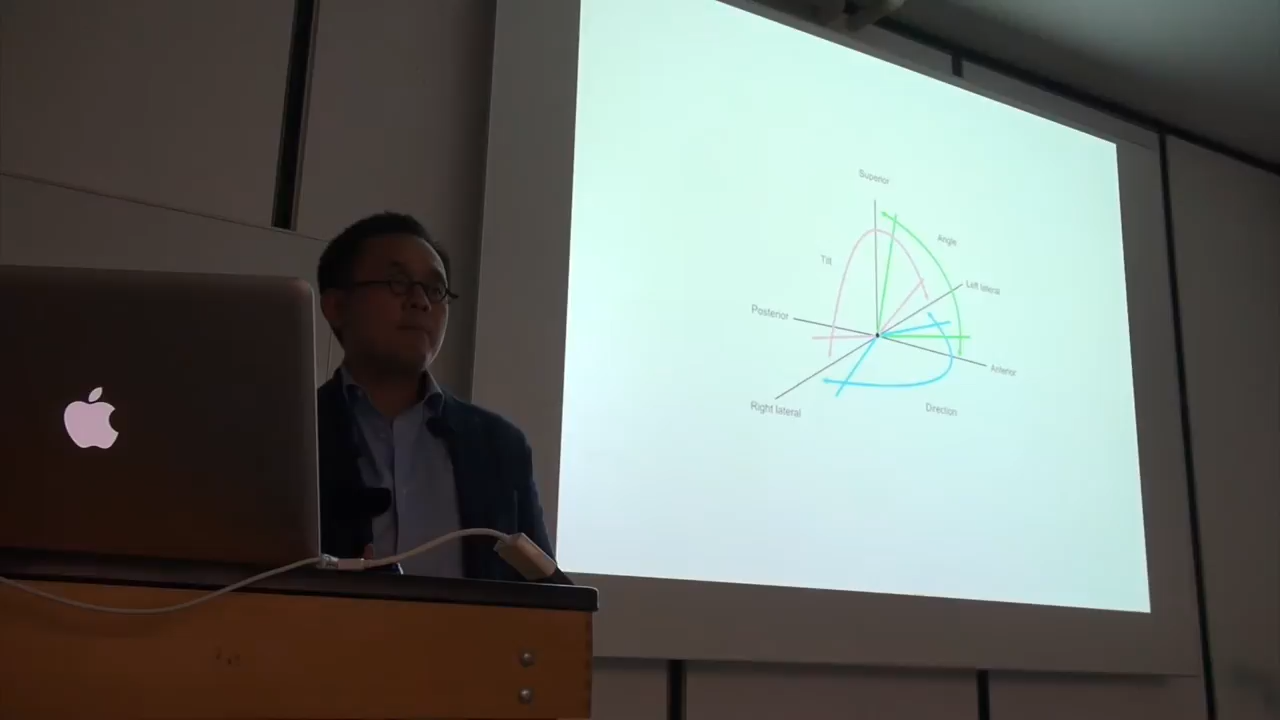 Superior
Angle
Tilt
Left lateral
Posterior
Anterior
Right lateral
Direction